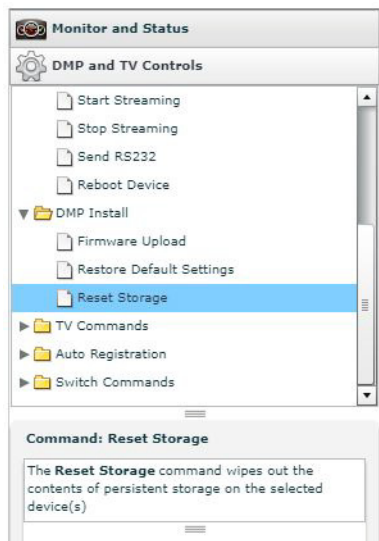 Monitor and Status
DMP and TV Controls
Start Streaming
Stop Streaming
Send RS232
Reboot Device
DMP Install
Firmware Upload
Restore Default Settings
Reset Storage
TV Commands
Auto Registration
Switch Commands
Command: Reset Storage
The Reset Storage command wipes out the
contents of persistent storage on the selected
device(s)